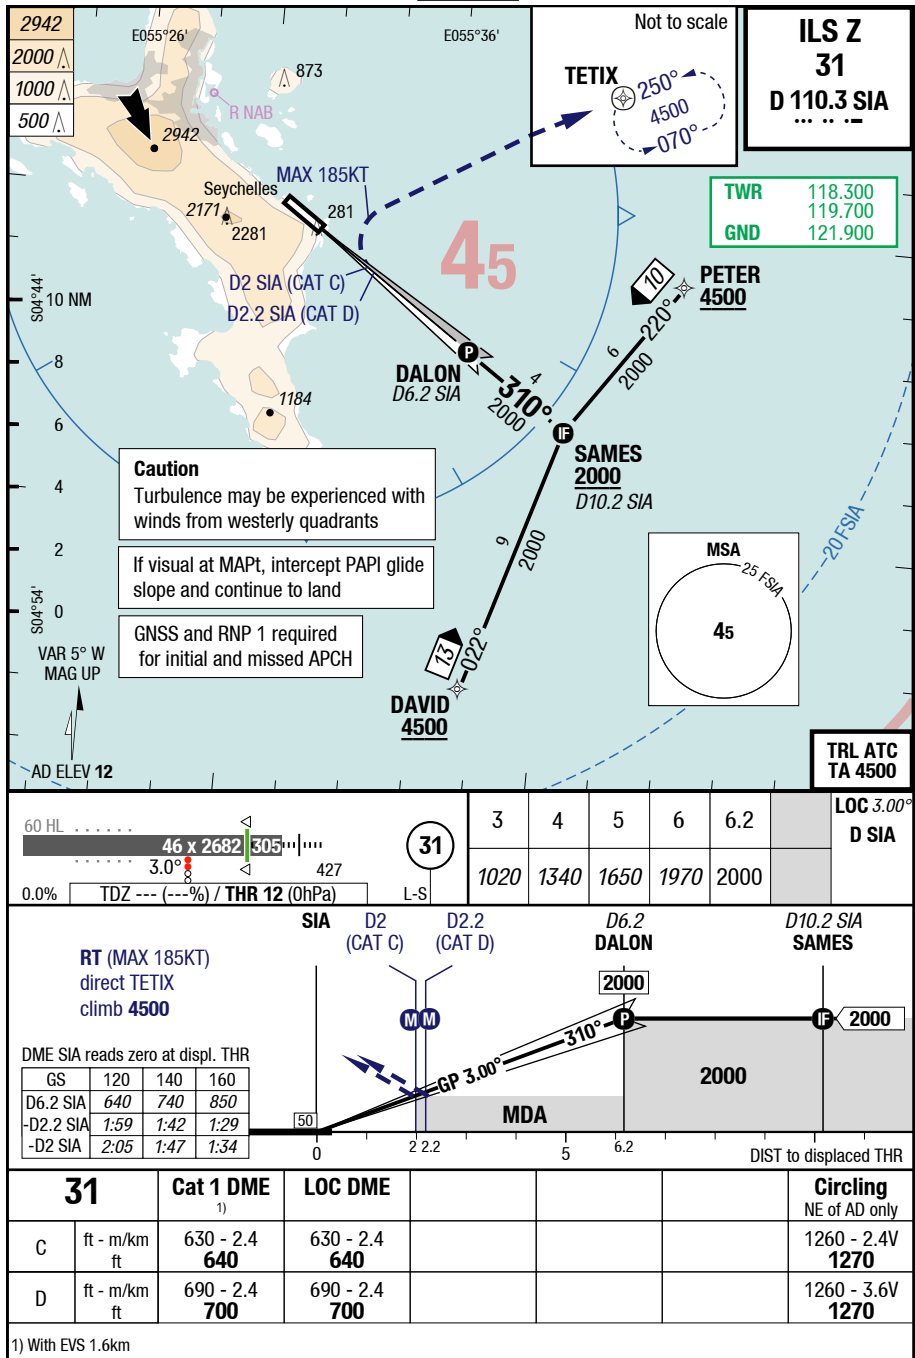 2942
2000
1000
500
E055°26'
E055°36'
873
R NAB
2942
Not to scale
TETIX
250°
4500
070°
ILS Z
31
D 110.3 SIA
TWR 118.300
119.700
GND 121.900
Seychelles
MAX 185KT
2171
2281
281
45
D2 SIA (CAT C)
D2.2 SIA (CAT D)
S04°44'
10 NM
8
6
4
2
0
S04°54'
PETER
4500
10
220°
6
2000
P
DALON
D6.2 SIA
4
310°
2000
IF
SAMES
2000
D10.2 SIA
1184
Caution
Turbulence may be experienced with
winds from westerly quadrants
If visual at MAPt, intercept PAPI glide
slope and continue to land
GNSS and RNP 1 required
for initial and missed APCH
9
2000
13
022°
DAVID
4500
20 FSIA
MSA
25 FSIA
45
VAR 5° W
MAG UP
AD ELEV 12
TRL ATC
TA 4500
60 HL
46 x 2682 305
3.0°
427
0.0% TDZ --- (---%) / THR 12 (0hPa)
31
L-S
3 4 5 6 6.2 LOC 3.00°
D SIA
1020 1340 1650 1970 2000
SIA
D2
(CAT C)
D2.2
(CAT D)
D6.2
DALON
D10.2 SIA
SAMES
RT (MAX 185KT)
direct TETIX
climb 4500
2000
M M
P
IF
2000
310°
GP 3.00°
2000
MDA
50
DME SIA reads zero at displ. THR
GS 120 140 160
D6.2 SIA 640 740 850
-D2.2 SIA 1:59 1:42 1:29
-D2 SIA 2:05 1:47 1:34
0 2 2.2 5 6.2 DIST to displaced THR
31 Cat 1 DME LOC DME Circling
1) NE of AD only
C ft - m/km 630 - 2.4 630 - 2.4 1260 - 2.4V
ft 640 640 1270
D ft - m/km 690 - 2.4 690 - 2.4 1260 - 3.6V
ft 700 700 1270
1) With EVS 1.6km